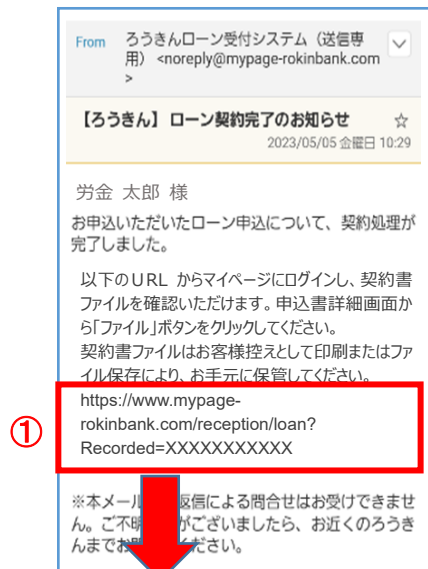 From ろうきんローン受付システム（送信専
用）<noreply@mypage-rokinbank.com
>
【ろうきん】ローン契約完了のお知らせ ☆
2023/05/05 金曜日 10:29
労金 太郎 様
お申込いただいたローン申込について、契約処理が
完了しました。
以下のURL からマイページにログインし、契約書
ファイルを確認いただけます。申込書詳細画面か
ら「ファイル」ボタンをクリックしてください。
契約書ファイルはお客様控えとして印刷またはファ
イル保存により、お手元に保管してください。
https://www.mypage-
①
rokinbank.com/reception/loan?
Recorded=XXXXXXXXXXX
※本メール 返信による問合せはお受けできませ
ん。ご不明 がございましたら、お近くのろうき
んまでお ください。